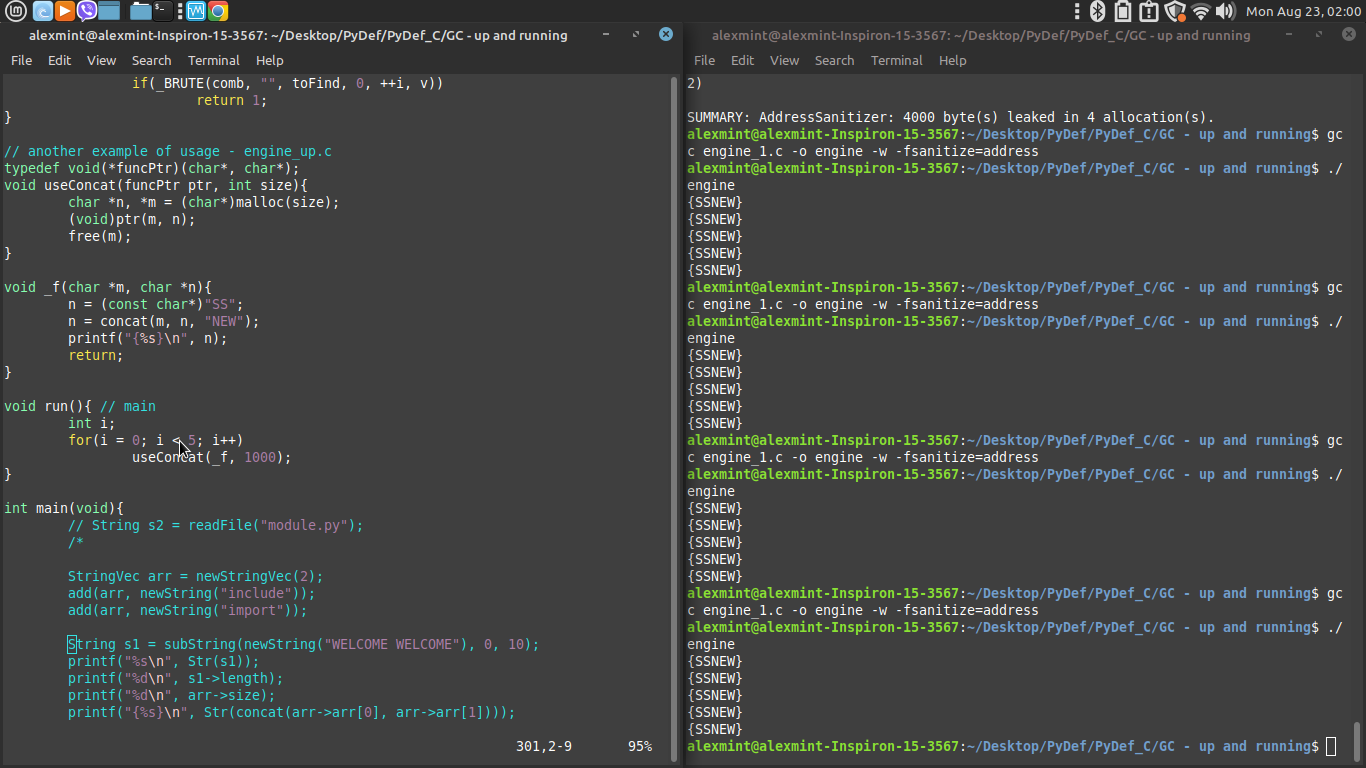 Mon Aug 23, 02:00
alexmint@alexmint-Inspiron-15-3567: ~/Desktop/PyDef/PyDef_C/GC - up and running
File Edit View Search Terminal Help
if(_BRUTE(comb, "", toFind, 0, ++i, v))
return 1;
}
// another example of usage - engine_up.c
typedef void(*funcPtr)(char*, char*);
void useConcat(funcPtr ptr, int size){
char *n, *m = (char*)malloc(size);
(void)ptr(m, n);
free(m);
}
void _f(char *m, char *n){
n = (const char*)"SS";
n = concat(m, n, "NEW");
printf("{%s}\n", n);
return;
}
void run(){ // main
int i;
for(i = 0; i < 5; i++)
useConcat(_f, 1000);
}
int main(void){
// String s2 = readFile("module.py");
/*
StringVec arr = newStringVec(2);
add(arr, newString("include"));
add(arr, newString("import"));
String s1 = subString(newString("WELCOME WELCOME"), 0, 10);
printf("%s\n", Str(s1));
printf("%d\n", s1->length);
printf("%d\n", arr->size);
printf("{%s}\n", Str(concat(arr->arr[0], arr->arr[1])));
301,2-9 95%
alexmint@alexmint-Inspiron-15-3567: ~/Desktop/PyDef/PyDef_C/GC - up and running
File Edit View Search Terminal Help
2)
SUMMARY: AddressSanitizer: 4000 byte(s) leaked in 4 allocation(s).
alexmint@alexmint-Inspiron-15-3567:~/Desktop/PyDef/PyDef_C/GC - up and running$ gc
c engine_1.c -o engine -w -fsanitize=address
alexmint@alexmint-Inspiron-15-3567:~/Desktop/PyDef/PyDef_C/GC - up and running$ ./
engine
{SSNEW}
{SSNEW}
{SSNEW}
{SSNEW}
{SSNEW}
alexmint@alexmint-Inspiron-15-3567:~/Desktop/PyDef/PyDef_C/GC - up and running$ gc
c engine_1.c -o engine -w -fsanitize=address
alexmint@alexmint-Inspiron-15-3567:~/Desktop/PyDef/PyDef_C/GC - up and running$ ./
engine
{SSNEW}
{SSNEW}
{SSNEW}
{SSNEW}
{SSNEW}
alexmint@alexmint-Inspiron-15-3567:~/Desktop/PyDef/PyDef_C/GC - up and running$ gc
c engine_1.c -o engine -w -fsanitize=address
alexmint@alexmint-Inspiron-15-3567:~/Desktop/PyDef/PyDef_C/GC - up and running$ ./
engine
{SSNEW}
{SSNEW}
{SSNEW}
{SSNEW}
{SSNEW}
alexmint@alexmint-Inspiron-15-3567:~/Desktop/PyDef/PyDef_C/GC - up and running$ gc
c engine_1.c -o engine -w -fsanitize=address
alexmint@alexmint-Inspiron-15-3567:~/Desktop/PyDef/PyDef_C/GC - up and running$ ./
engine
{SSNEW}
{SSNEW}
{SSNEW}
{SSNEW}
{SSNEW}
alexmint@alexmint-Inspiron-15-3567:~/Desktop/PyDef/PyDef_C/GC - up and running$